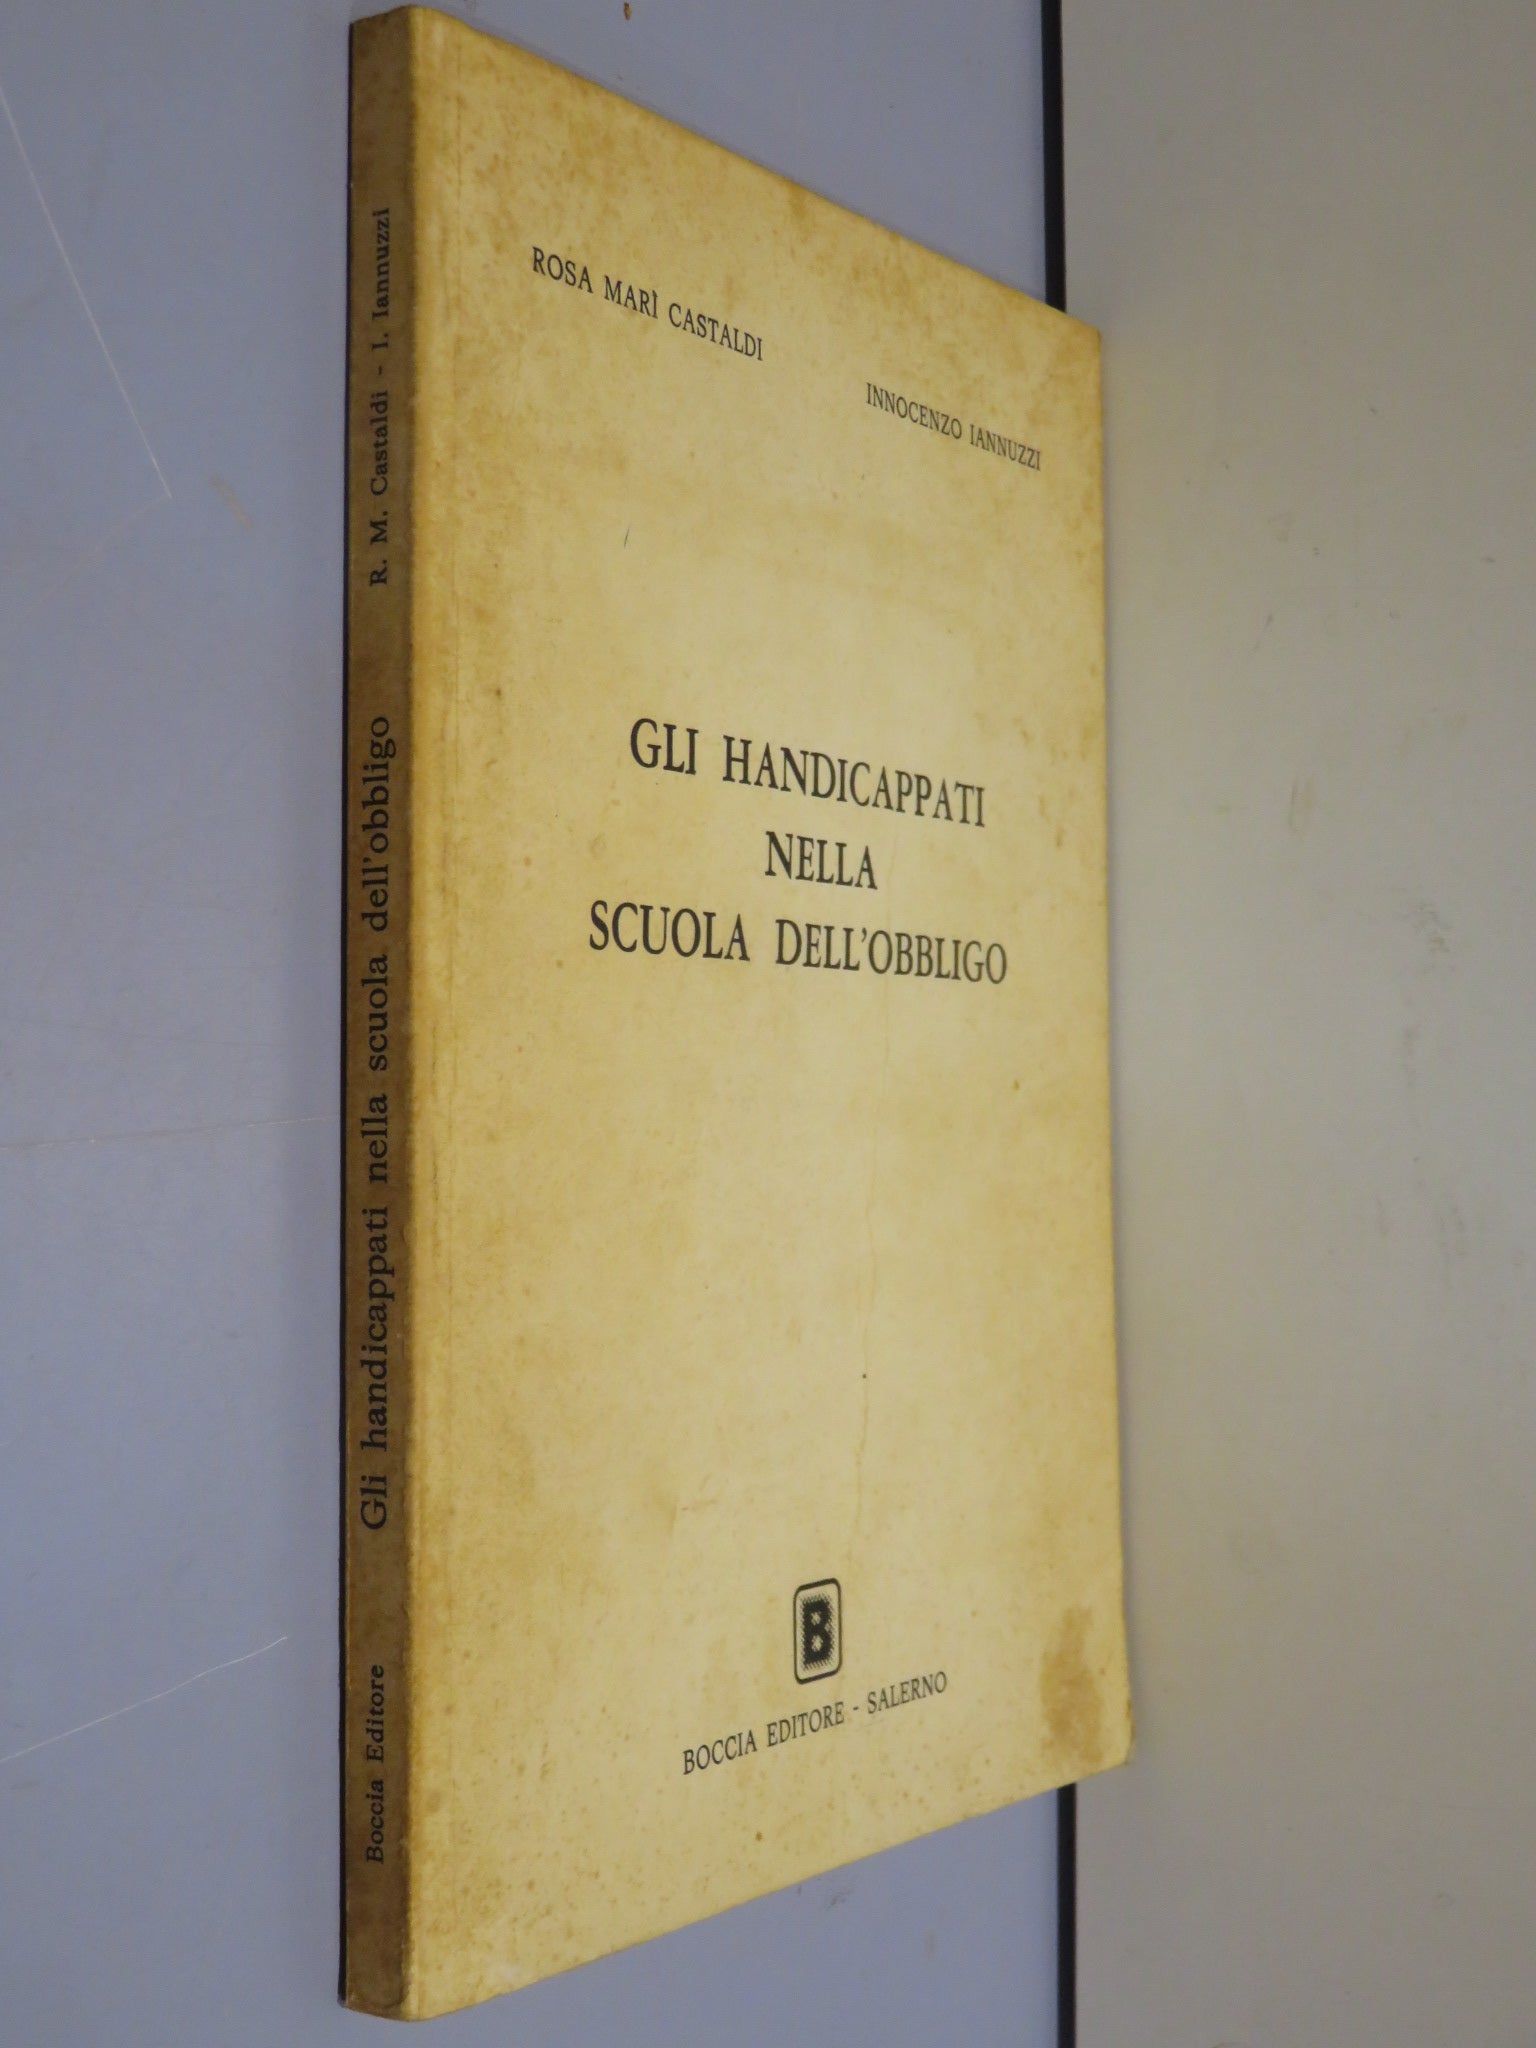 ROSA MARÌ CASTALDI
INNOCENZO IANNUZZI
GLI HANDICAPPATI
NELLA
SCUOLA DELL'OBBLIGO
B
BOCCIA EDITORE - SALERNO
Boccia Editore Gli handicappati nella scuola dell'obbligo R. M. Castaldi - I. Iannuzzi